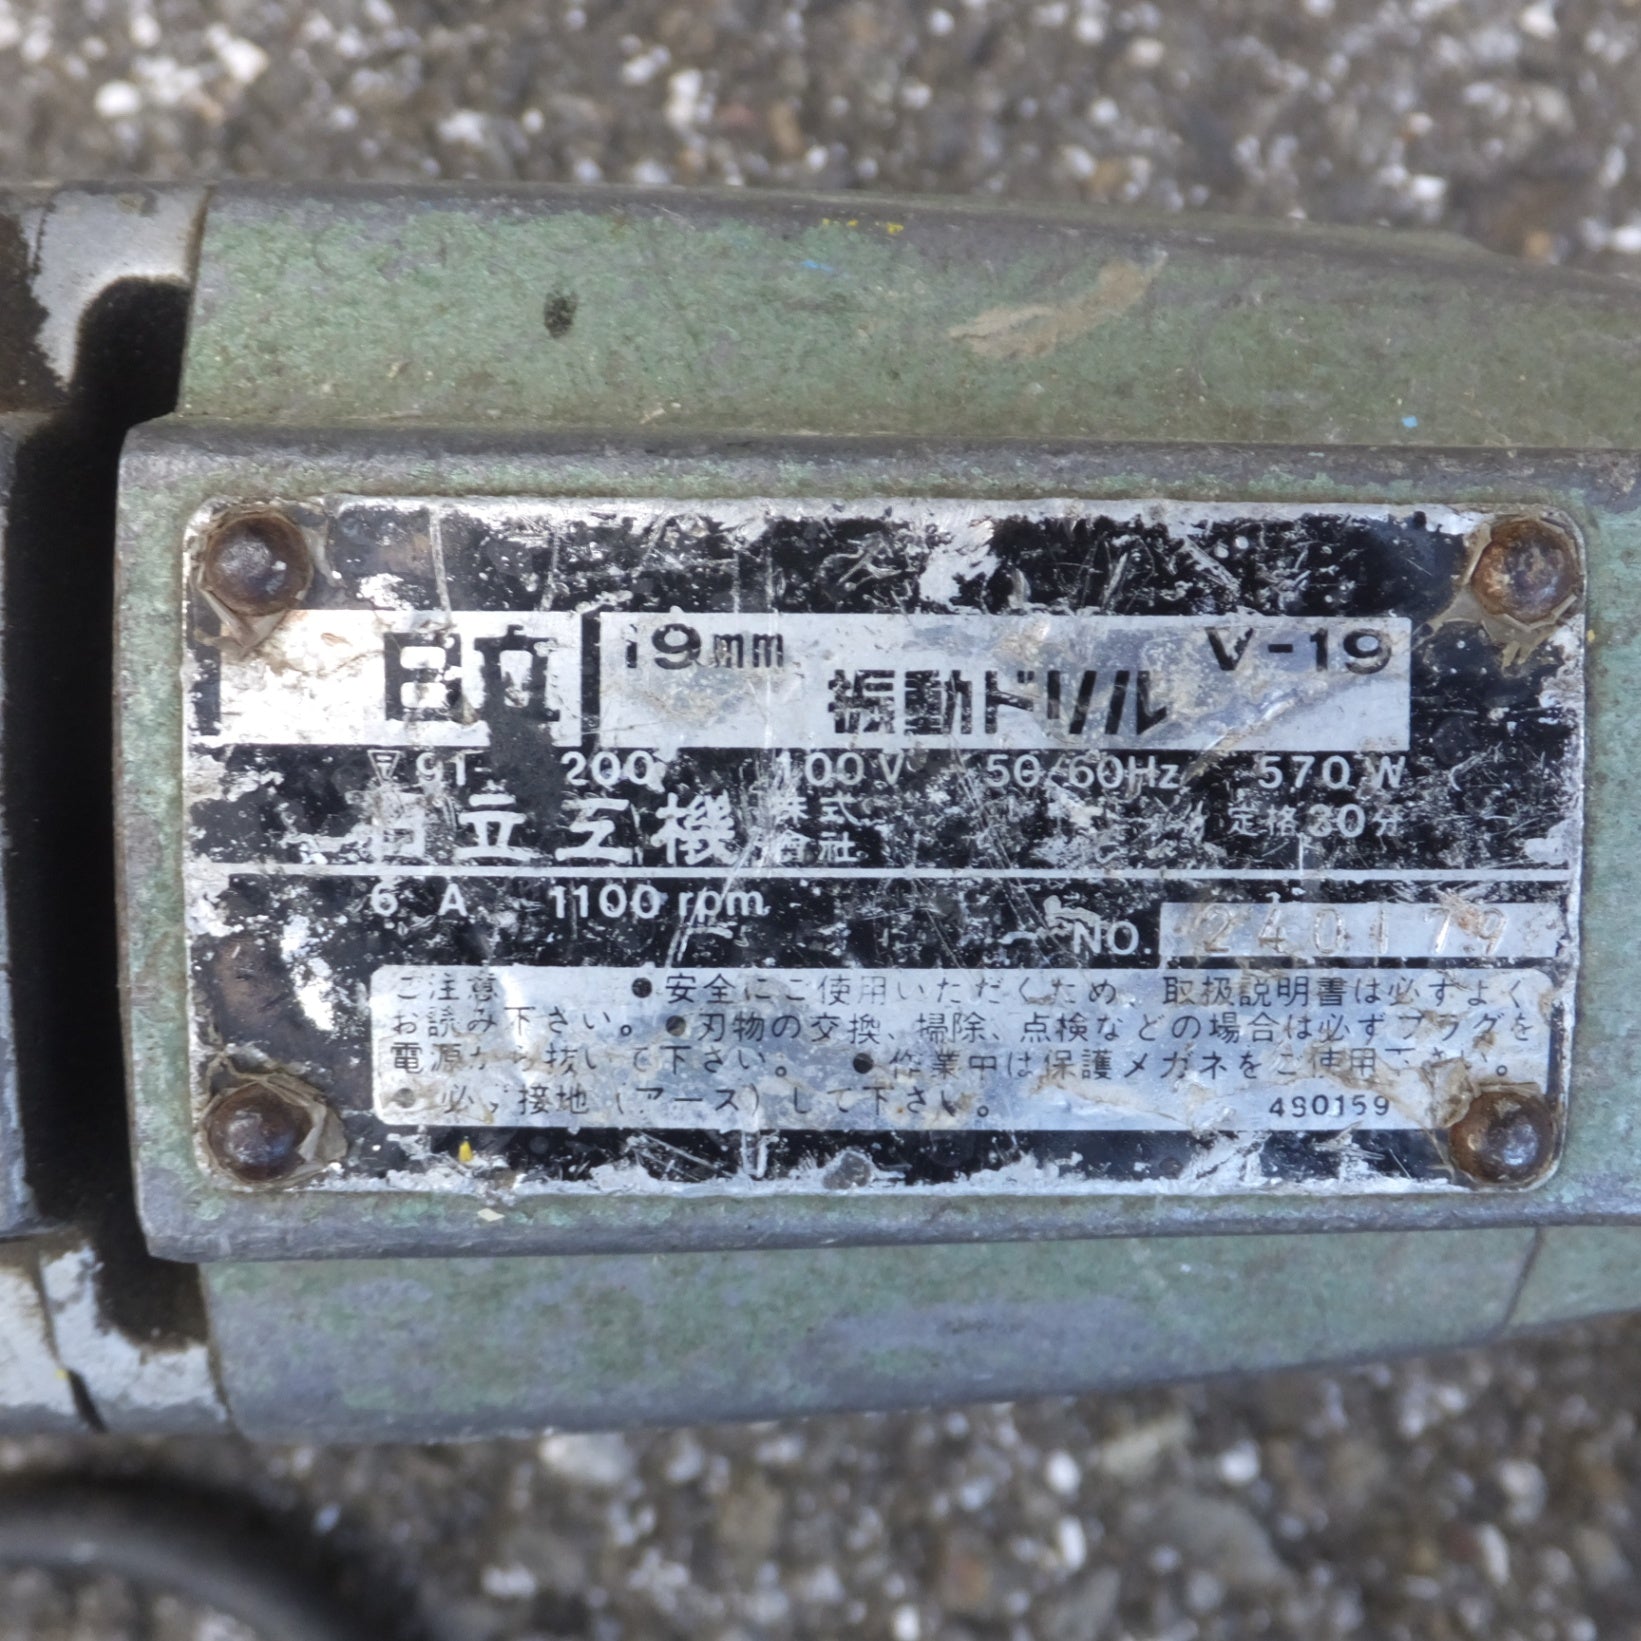 日立 19mm V-19
振動ドリル
▽91- 200 100V 50/60Hz 570W
日立工機 株式会社 定格30分
6 A 1100 rpm
NO. 240179
ご注意 ●安全にご使用いただくため 取扱説明書は必ずよく
お読み下さい。●刃物の交換、掃除、点検などの場合は必ずプラグを
電源から抜いて下さい。 ●作業中は保護メガネをご使用下さい。
● 必ず接地(アース)して下さい。 480159